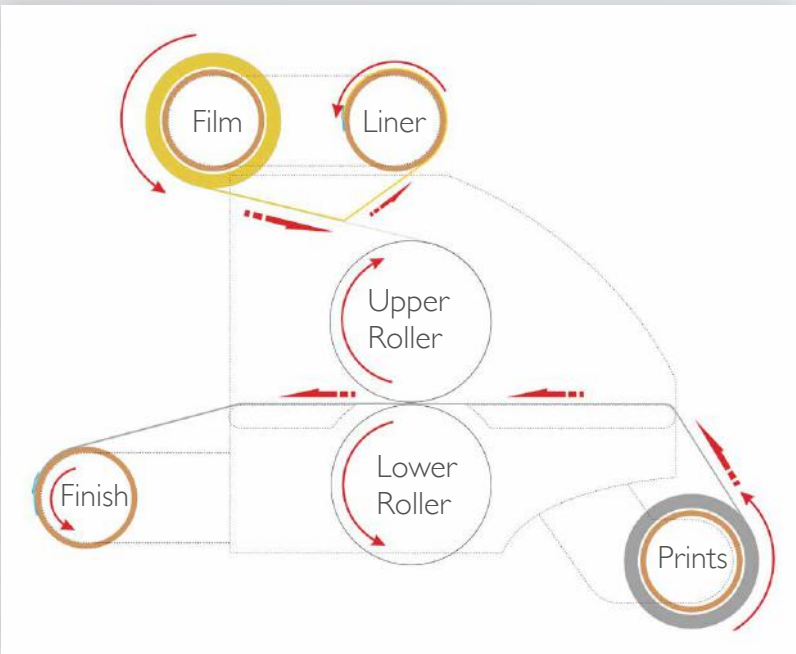 Film
Liner
Upper
Roller
Lower
Roller
Finish
Prints